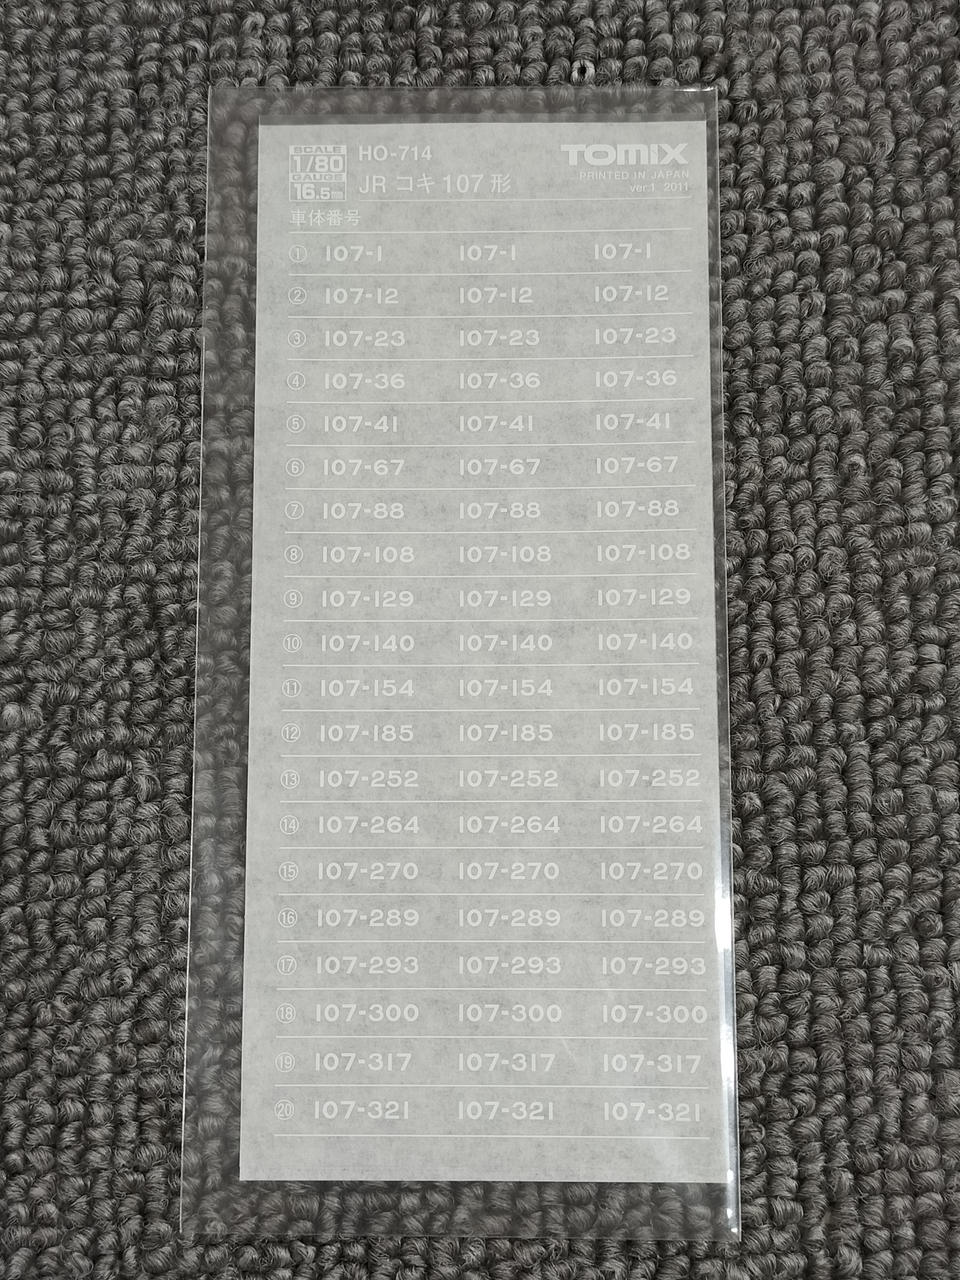 SCALE 1/80 GAUGE 16.5mm
HO-714
JR コキ107形
TOMIX
PRINTED IN JAPAN
ver.1 2011
車体番号
① 107-1 107-1 107-1
② 107-12 107-12 107-12
③ 107-23 107-23 107-23
④ 107-36 107-36 107-36
⑤ 107-41 107-41 107-41
⑥ 107-67 107-67 107-67
⑦ 107-88 107-88 107-88
⑧ 107-108 107-108 107-108
⑨ 107-129 107-129 107-129
⑩ 107-140 107-140 107-140
⑪ 107-154 107-154 107-154
⑫ 107-185 107-185 107-185
⑬ 107-252 107-252 107-252
⑭ 107-264 107-264 107-264
⑮ 107-270 107-270 107-270
⑯ 107-289 107-289 107-289
⑰ 107-293 107-293 107-293
⑱ 107-300 107-300 107-300
⑲ 107-317 107-317 107-317
⑳ 107-321 107-321 107-321